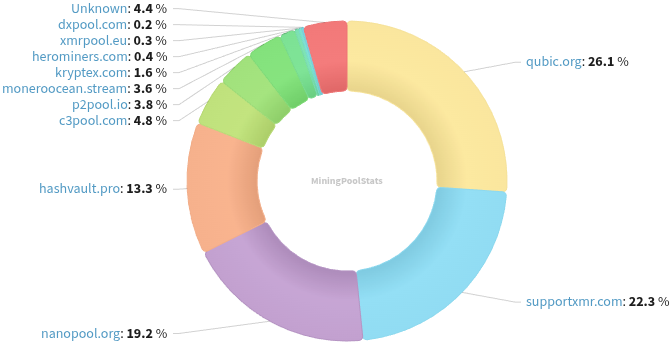 Unknown: 4.4 %
dxpool.com: 0.2 %
xmrpool.eu: 0.3 %
herominers.com: 0.4 %
kryptex.com: 1.6 %
moneroocean.stream: 3.6 %
p2pool.io: 3.8 %
c3pool.com: 4.8 %
hashvault.pro: 13.3 %
nanopool.org: 19.2 %
qubic.org: 26.1 %
supportxmr.com: 22.3 %
MiningPoolStats